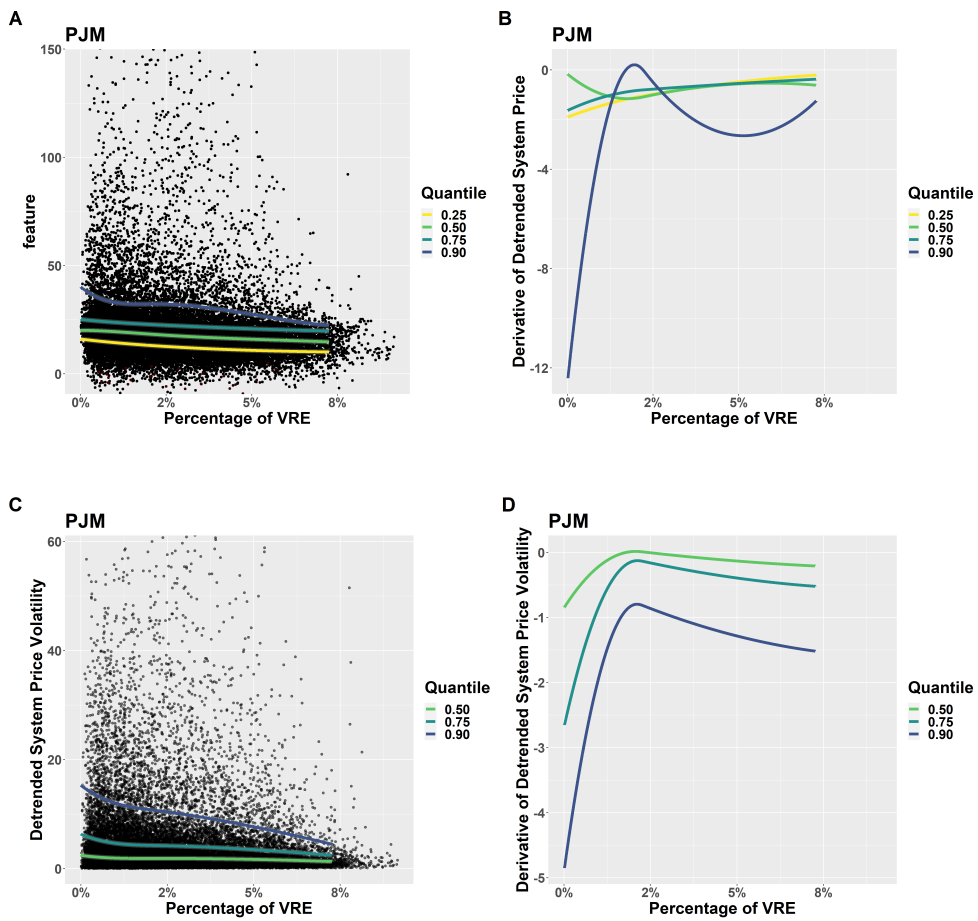 A
PJM
feature
150
100
50
0
0%
2%
5%
8%
Percentage of VRE
Quantile
0.25
0.50
0.75
0.90
B
PJM
Derivative of Detrended System Price
0
-4
-8
-12
0%
2%
5%
8%
Percentage of VRE
Quantile
0.25
0.50
0.75
0.90
C
PJM
Detrended System Price Volatility
60
40
20
0
0%
2%
5%
8%
Percentage of VRE
Quantile
0.50
0.75
0.90
D
PJM
Derivative of Detrended System Price Volatility
0
-1
-2
-3
-4
-5
0%
2%
5%
8%
Percentage of VRE
Quantile
0.50
0.75
0.90